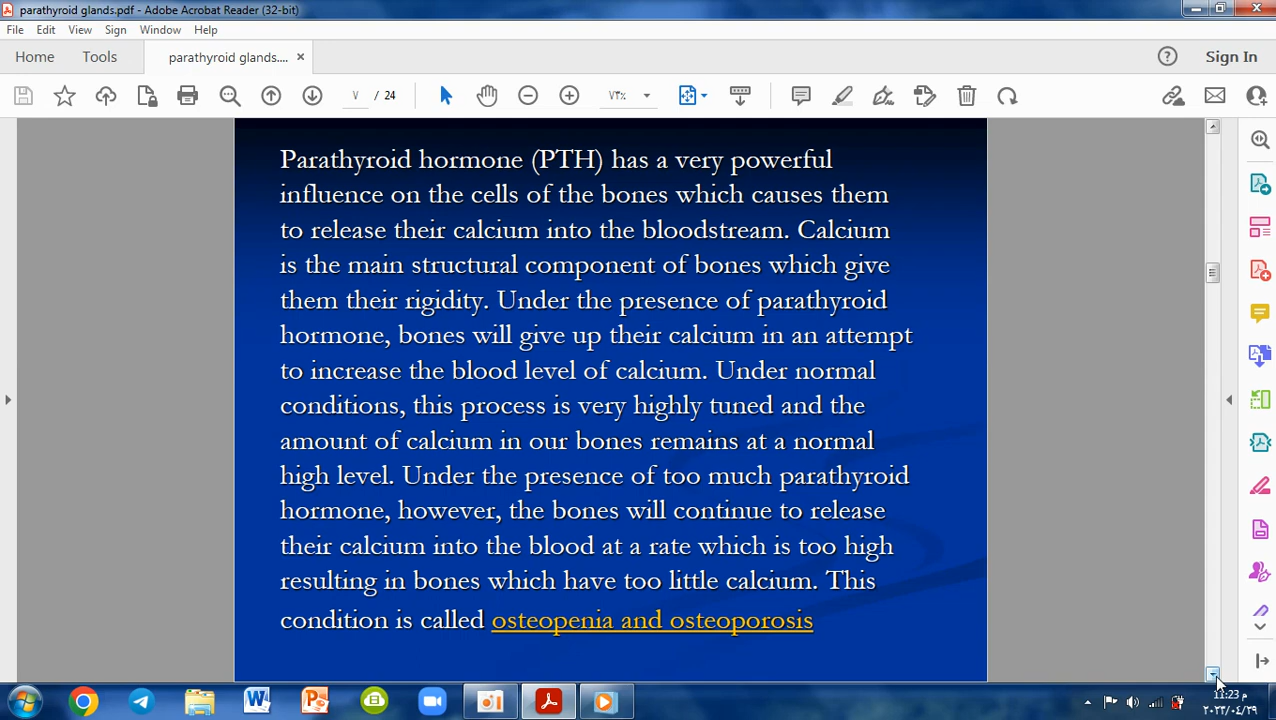 parathyroid glands.pdf - Adobe Acrobat Reader (32-bit)
File Edit View Sign Window Help
Home Tools parathyroid glands.... × Sign In
٧ / 24 ٧٣%
Parathyroid hormone (PTH) has a very powerful
influence on the cells of the bones which causes them
to release their calcium into the bloodstream. Calcium
is the main structural component of bones which give
them their rigidity. Under the presence of parathyroid
hormone, bones will give up their calcium in an attempt
to increase the blood level of calcium. Under normal
conditions, this process is very highly tuned and the
amount of calcium in our bones remains at a normal
high level. Under the presence of too much parathyroid
hormone, however, the bones will continue to release
their calcium into the blood at a rate which is too high
resulting in bones which have too little calcium. This
condition is called osteopenia and osteoporosis
م 11:23
٢٠٢٣/٠٤/٢٩